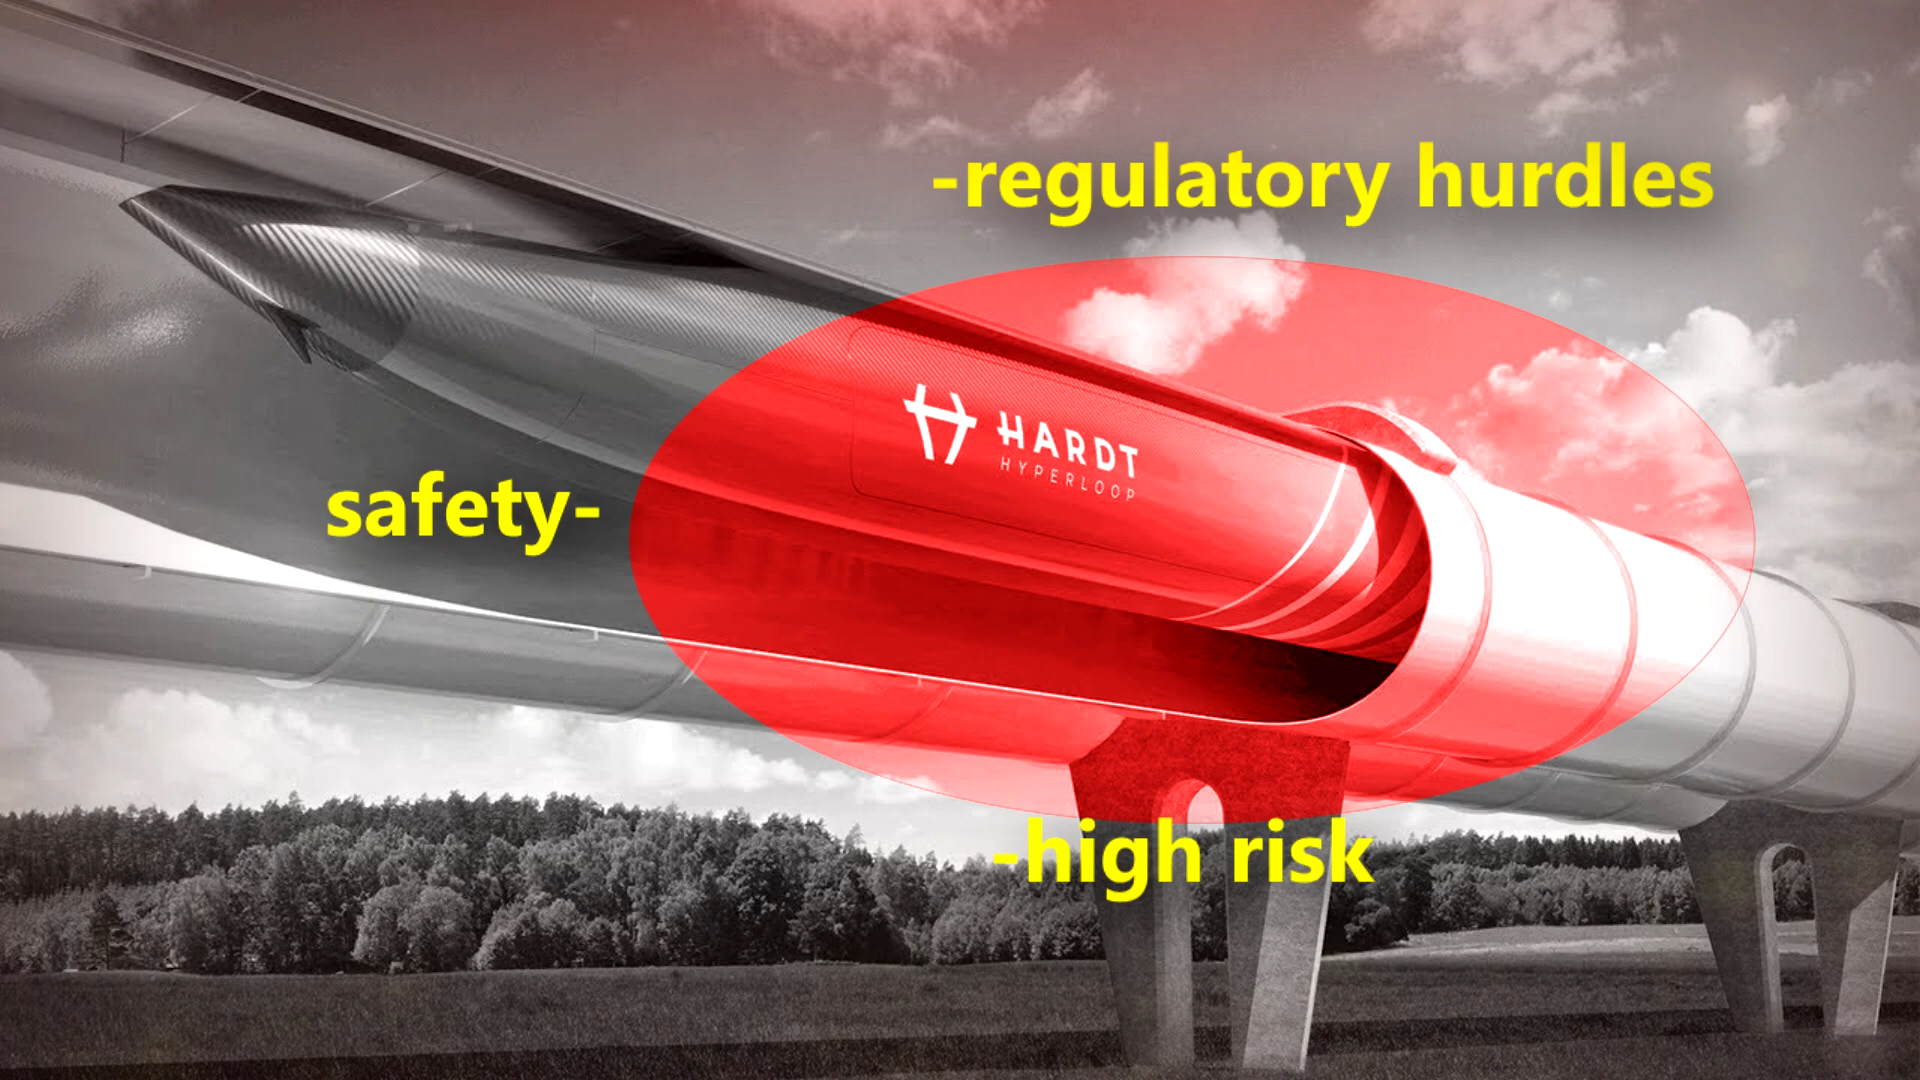 -regulatory hurdles
HARDT
HYPERLOOP
safety-
-high risk